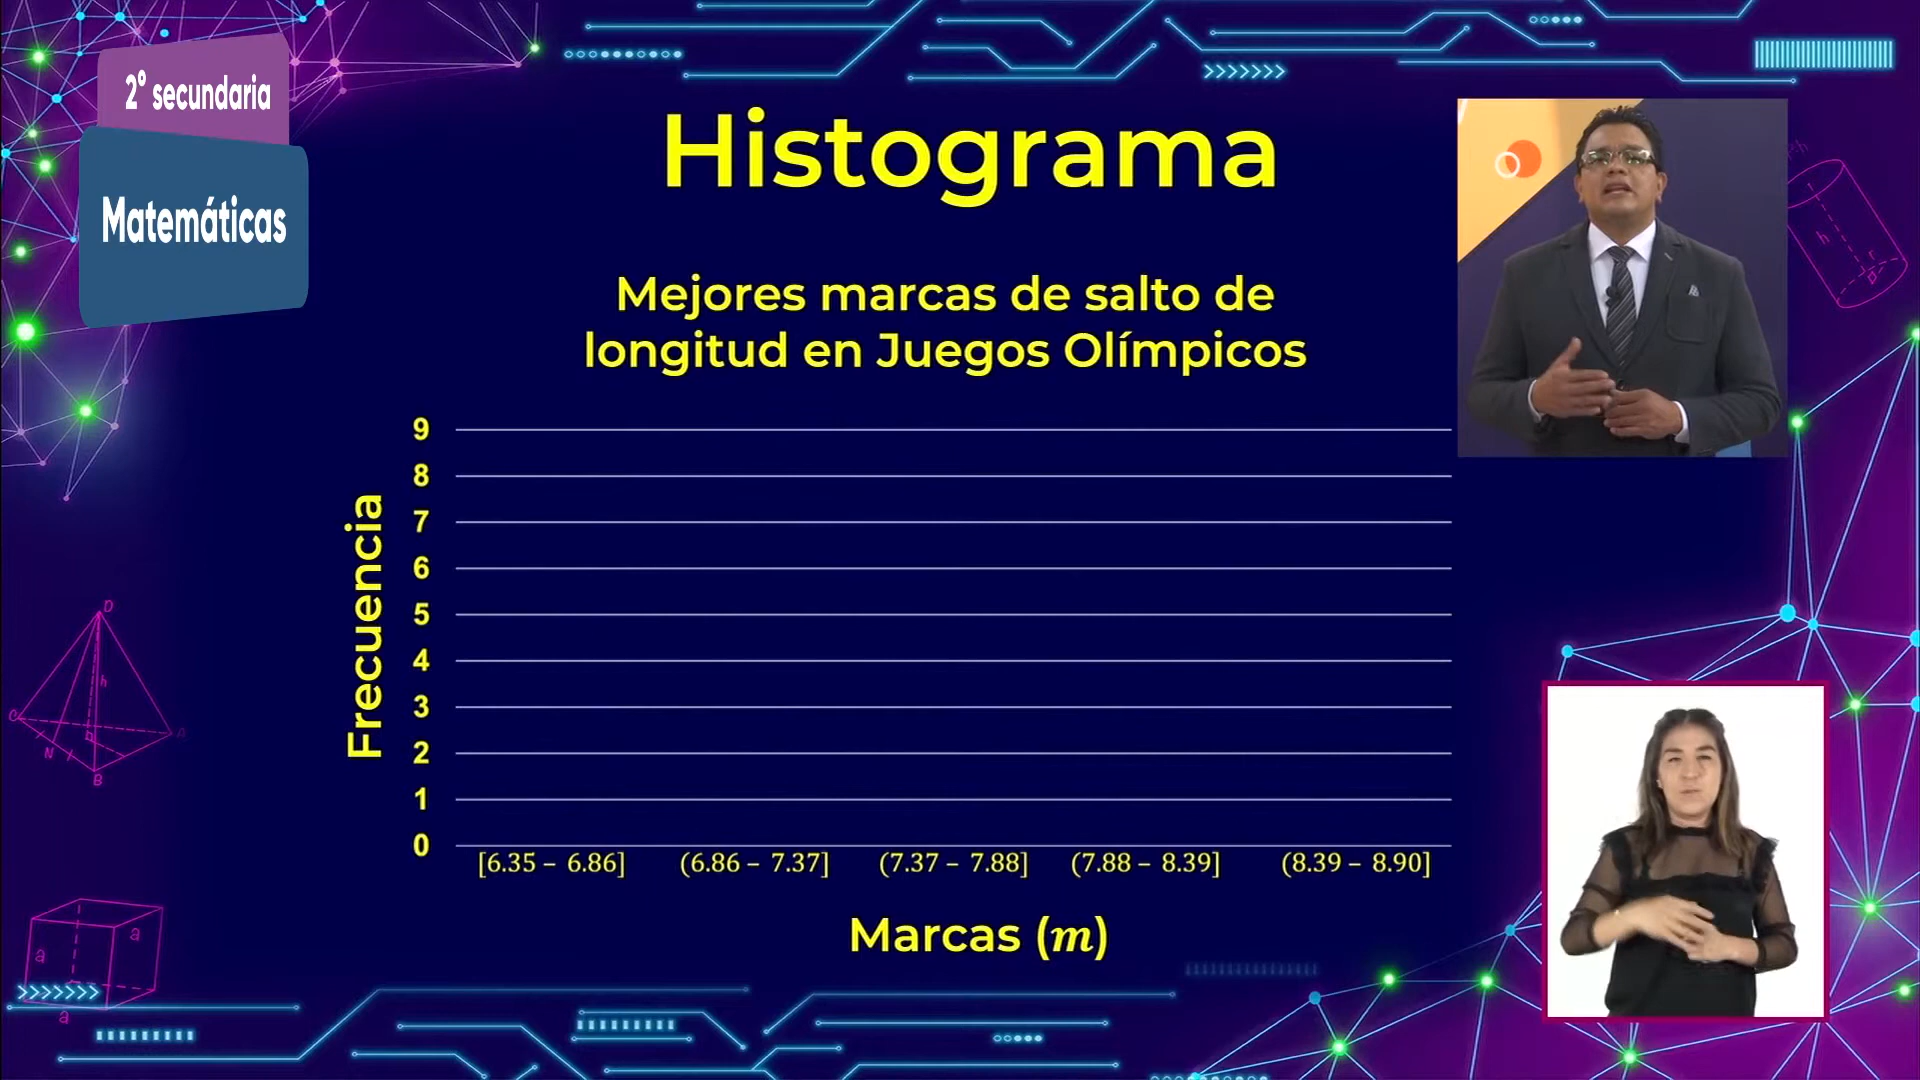 2° secundaria
Matemáticas
Histograma
Mejores marcas de salto de
longitud en Juegos Olímpicos
Frecuencia
9
8
7
6
5
4
3
2
1
0
[6.35 – 6.86] (6.86 – 7.37] (7.37 – 7.88] (7.88 – 8.39] (8.39 – 8.90]
Marcas (m)
D
h
C
A
N
B
a
a
a
h
r